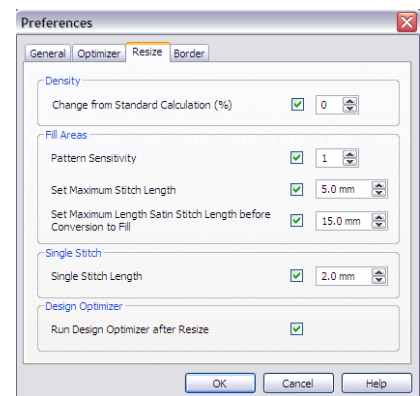 Preferences
General Optimizer Resize Border
Density
Change from Standard Calculation (%) 0
Fill Areas
Pattern Sensitivity 1
Set Maximum Stitch Length 5.0 mm
Set Maximum Length Satin Stitch Length before
Conversion to Fill 15.0 mm
Single Stitch
Single Stitch Length 2.0 mm
Design Optimizer
Run Design Optimizer after Resize
OK Cancel Help